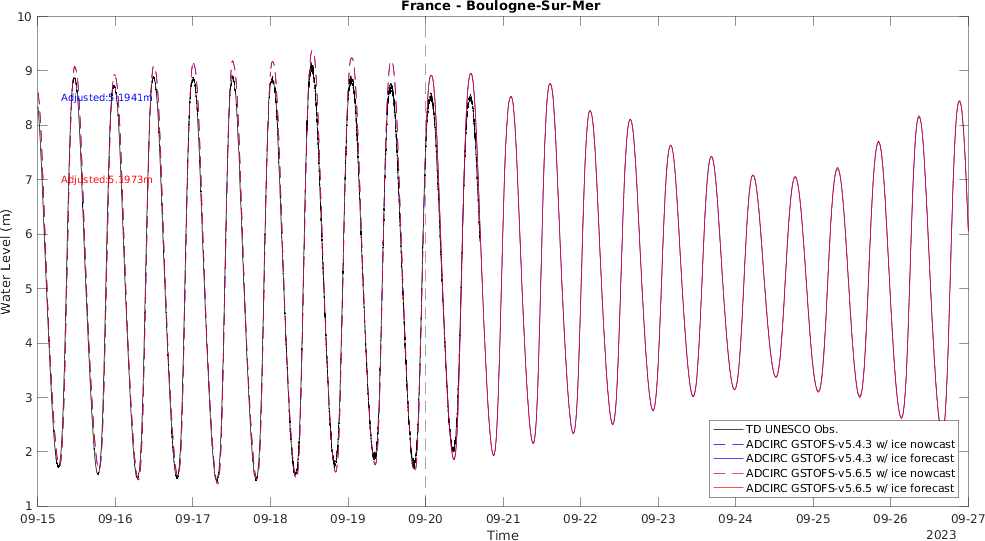 France - Boulogne-Sur-Mer
10
9
8
7
6
5
4
3
2
1
Water Level (m)
Adjusted:5.1941m
Adjusted:5.1973m
TD UNESCO Obs.
ADCIRC GSTOFS-v5.4.3 w/ ice nowcast
ADCIRC GSTOFS-v5.4.3 w/ ice forecast
ADCIRC GSTOFS-v5.6.5 w/ ice nowcast
ADCIRC GSTOFS-v5.6.5 w/ ice forecast
09-15 09-16 09-17 09-18 09-19 09-20 09-21 09-22 09-23 09-24 09-25 09-26 09-27
Time
2023